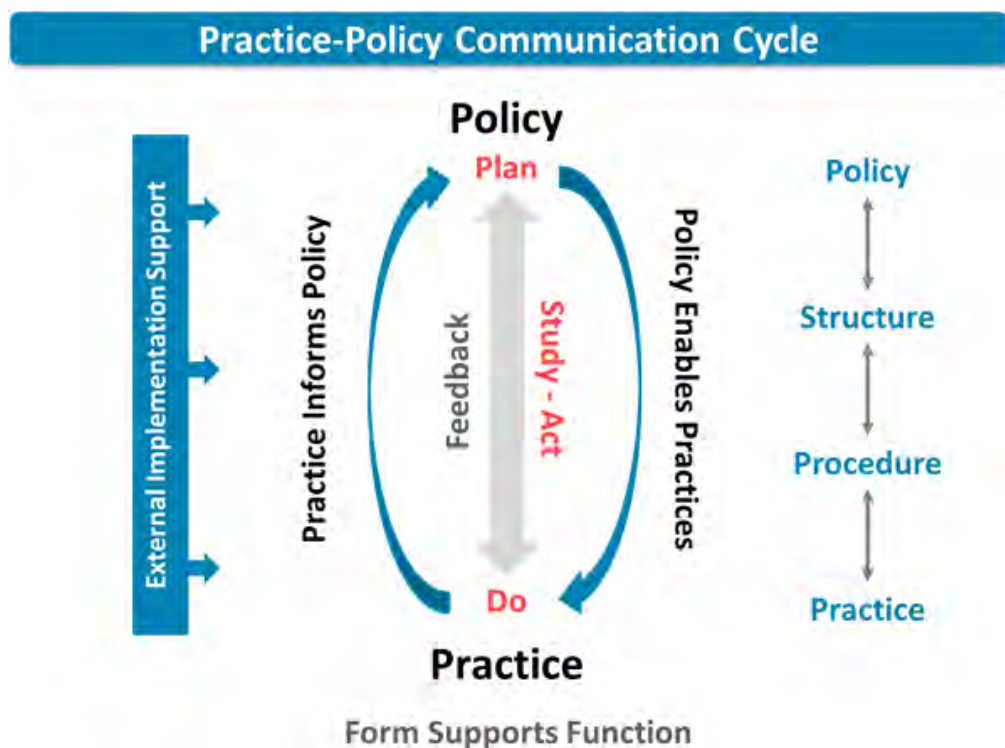 Practice-Policy Communication Cycle
External Implementation Support
Practice Informs Policy
Policy
Plan
Feedback
Study - Act
Do
Practice
Policy Enables Practices
Policy
Structure
Procedure
Practice
Form Supports Function